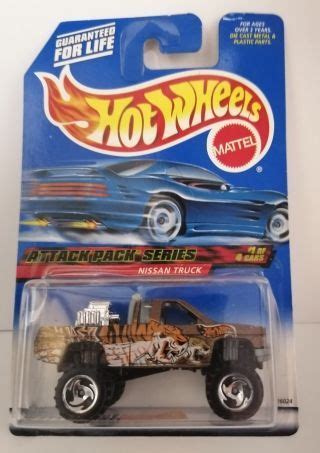 GUARANTEED
FOR LIFE
FOR AGES
OVER 3 YEARS.
DIE CAST METAL &
PLASTIC PARTS.
HOT WHEELS
®
MATTEL
ATTACK PACK SERIES
#1 OF
4 CARS
NISSAN TRUCK